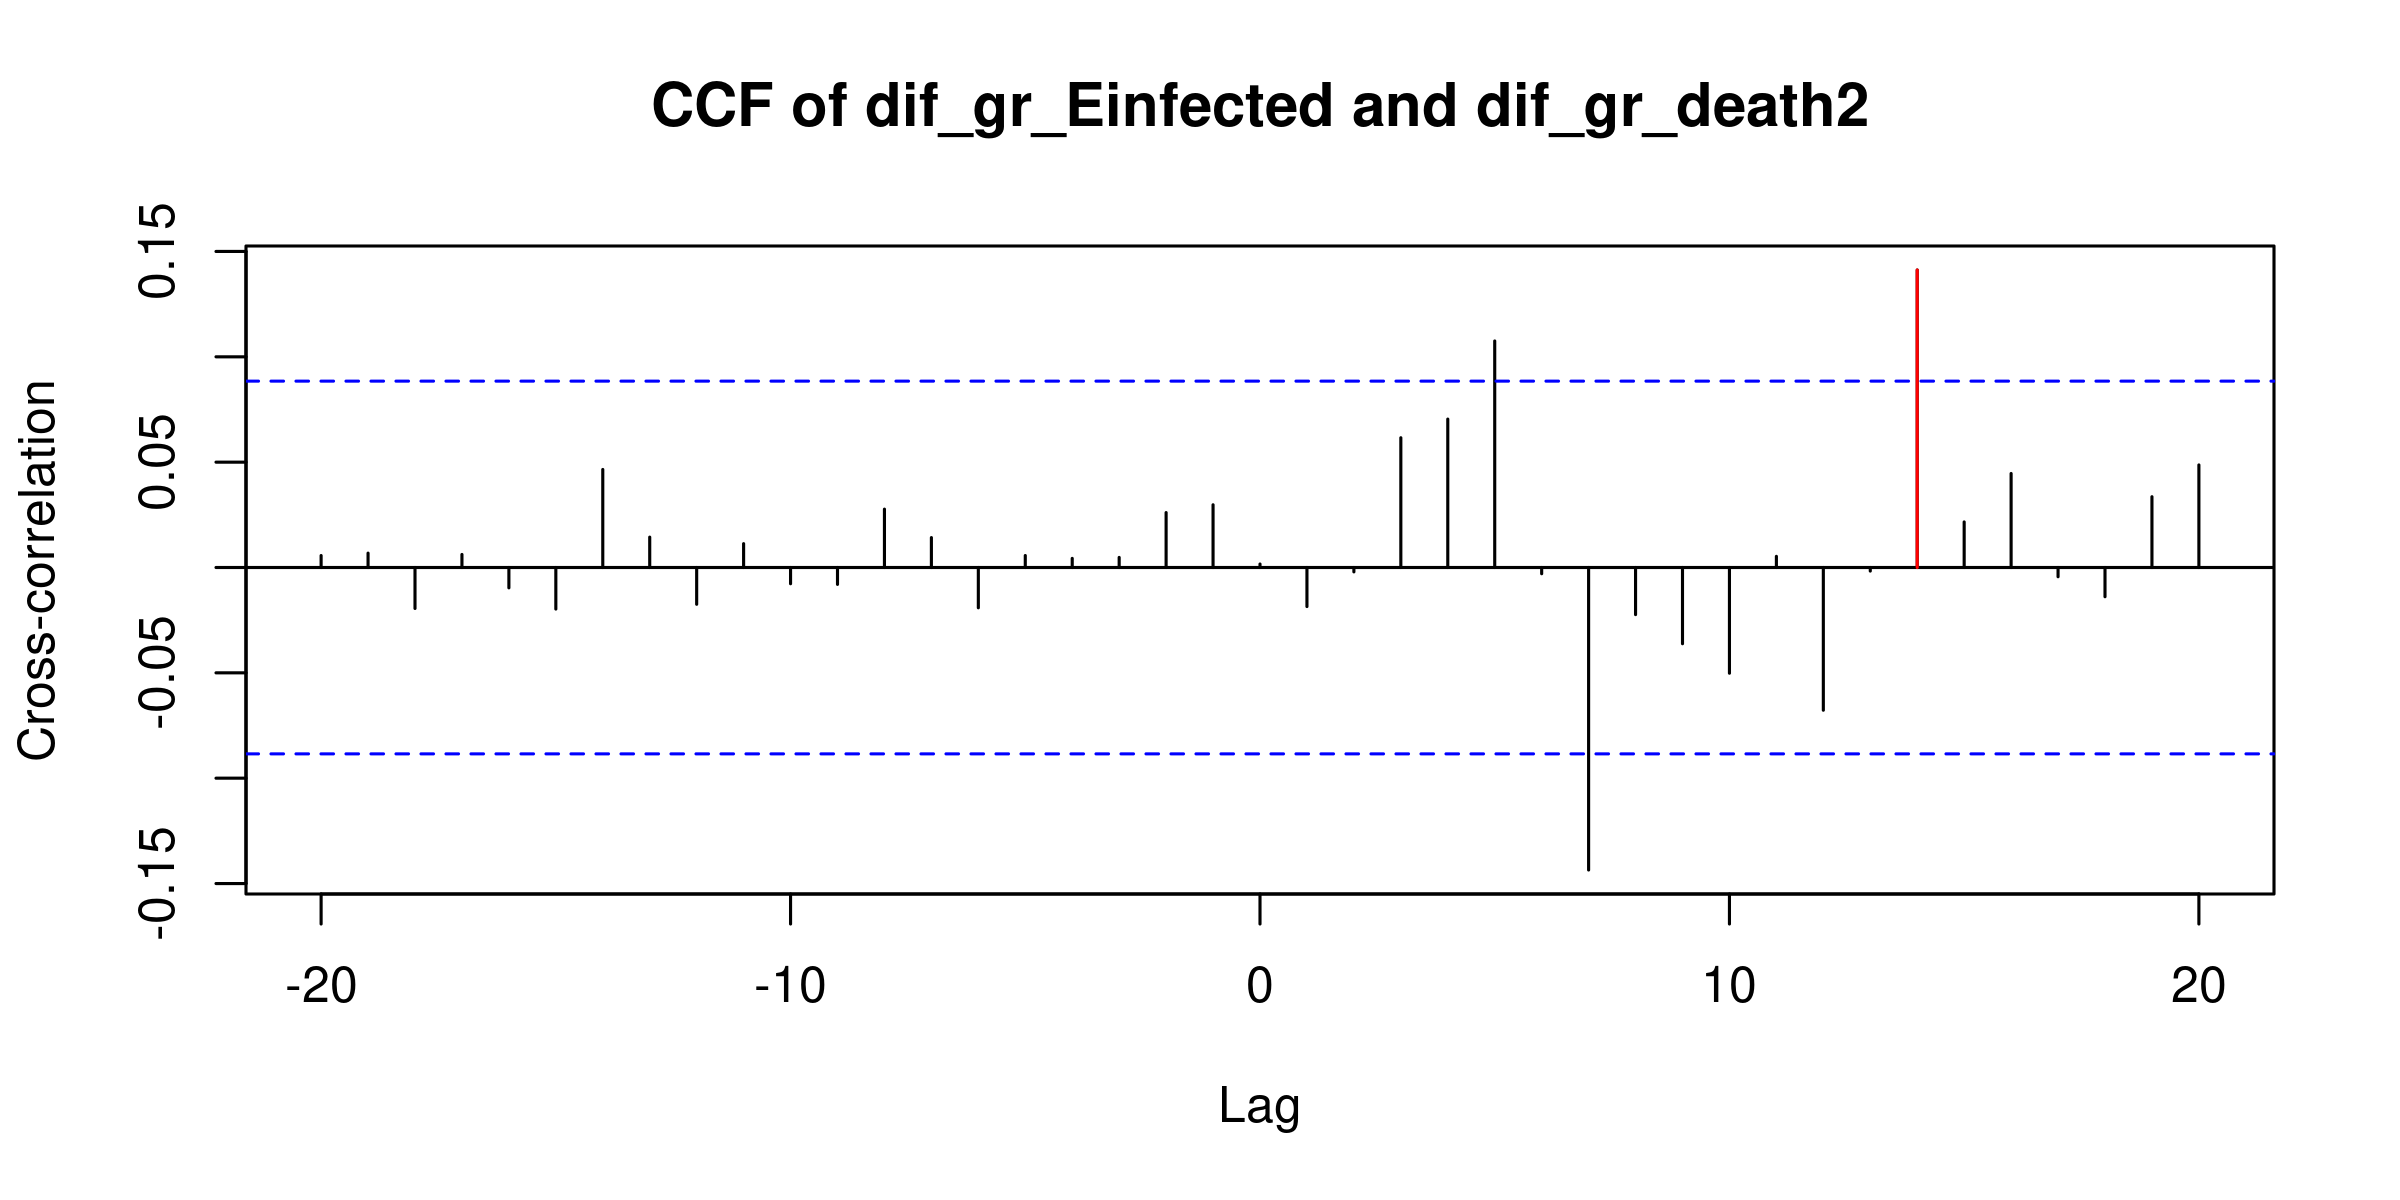 CCF of dif_gr_Einfected and dif_gr_death2
Cross-correlation
0.15
0.05
-0.05
-0.15
-20 -10 0 10 20
Lag